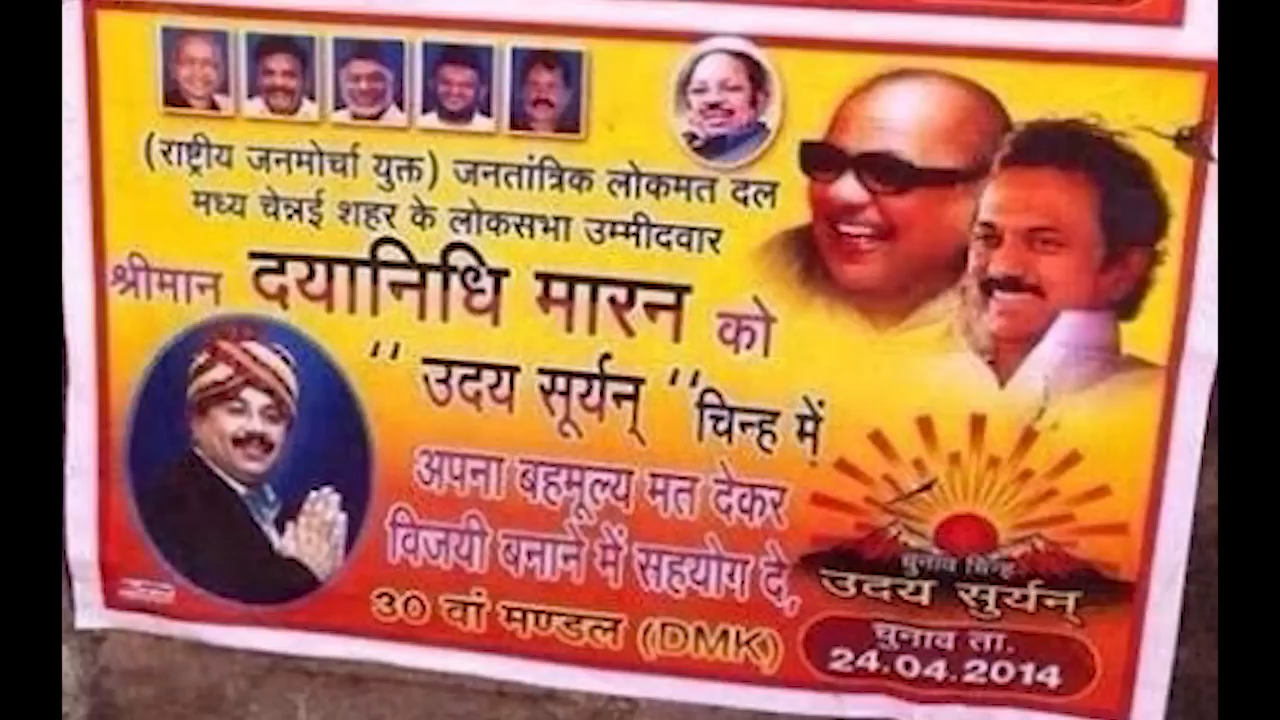 (राष्ट्रीय जनमोर्चा युक्त) जनतांत्रिक लोकमत दल
मध्य चेन्नई शहर के लोकसभा उम्मीदवार
श्रीमान दयानिधि मारन को
“ उदय सूर्यन् “ चिन्ह में
अपना बहमूल्य मत देकर
विजयी बनाने में सहयोग दे,
30 वां मण्डल (DMK)
चुनाव चिन्ह
उदय सुर्यन्
चुनाव ता.
24.04.2014